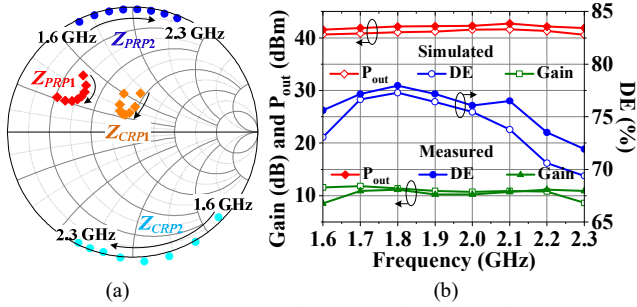 1.6 GHz
Z_PRP2
2.3 GHz
Z_PRP1
Z_CRP1
1.6 GHz
Z_CRP2
2.3 GHz
(a)
Gain (dB) and P_out (dBm)
40
30
20
10
85
80
75
70
65
DE (%)
Simulated
P_out DE Gain
Measured
P_out DE Gain
1.6 1.7 1.8 1.9 2.0 2.1 2.2 2.3
Frequency (GHz)
(b)